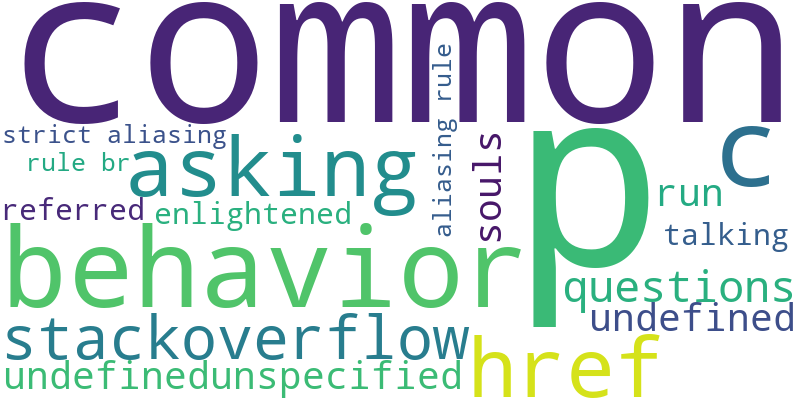 common
strict aliasing
rule br
asking
aliasing rule
souls
p
c
referred
enlightened
run
talking
behavior
questions
undefined
stackoverflow
href
undefinedunspecified